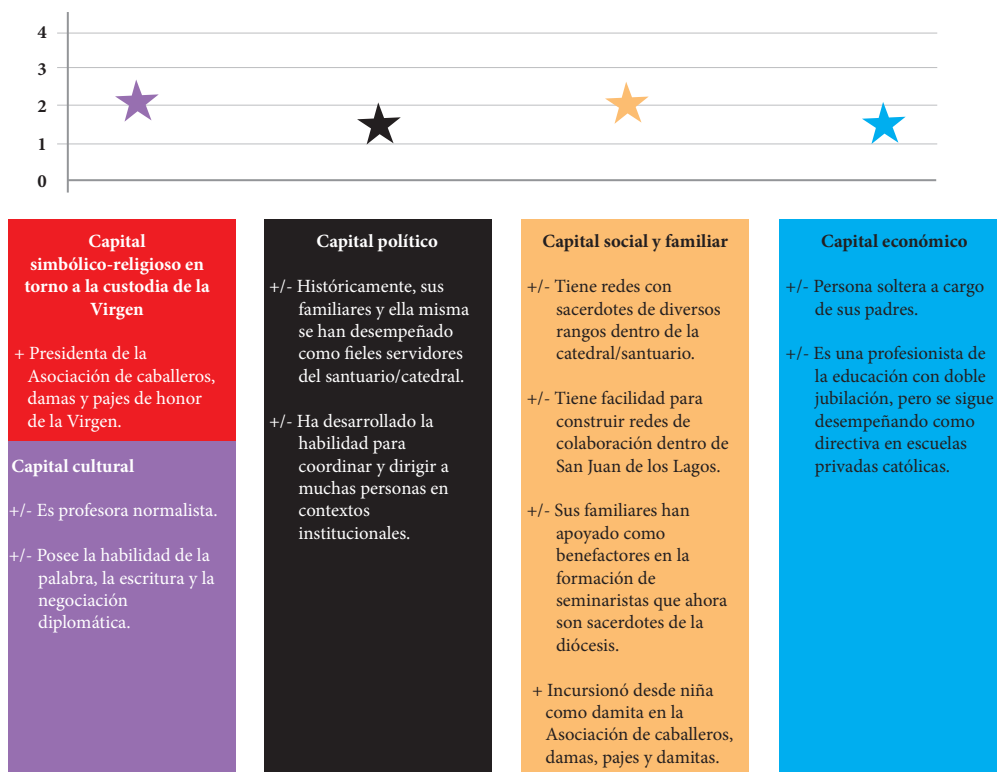 4
3
2
1
0
Capital
simbólico-religioso en
torno a la custodia de la
Virgen
+ Presidenta de la
Asociación de caballeros,
damas y pajes de honor
de la Virgen.
Capital cultural
+/- Es profesora normalista.
+/- Posee la habilidad de la
palabra, la escritura y la
negociación
diplomática.
Capital político
+/- Históricamente, sus
familiares y ella misma
se han desempeñado
como fieles servidores
del santuario/catedral.
+/- Ha desarrollado la
habilidad para
coordinar y dirigir a
muchas personas en
contextos
institucionales.
Capital social y familiar
+/- Tiene redes con
sacerdotes de diversos
rangos dentro de la
catedral/santuario.
+/- Tiene facilidad para
construir redes de
colaboración dentro de
San Juan de los Lagos.
+/- Sus familiares han
apoyado como
benefactores en la
formación de
seminaristas que ahora
son sacerdotes de la
diócesis.
+ Incursionó desde niña
como damita en la
Asociación de caballeros,
damas, pajes y damitas.
Capital económico
+/- Persona soltera a cargo
de sus padres.
+/- Es una profesionista de
la educación con doble
jubilación, pero se sigue
desempeñando como
directiva en escuelas
privadas católicas.